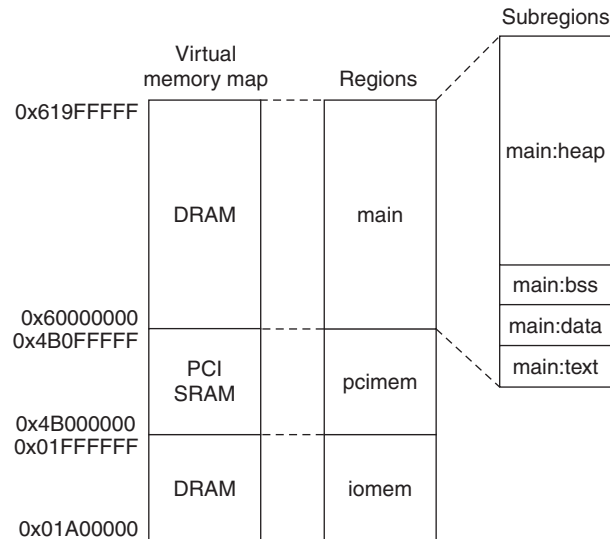 Subregions
Virtual
memory map
Regions
0x619FFFFF
main:heap
DRAM
main
main:bss
0x60000000
main:data
0x4B0FFFFF
PCI
SRAM
pcimem
main:text
0x4B000000
0x01FFFFFF
DRAM
iomem
0x01A00000